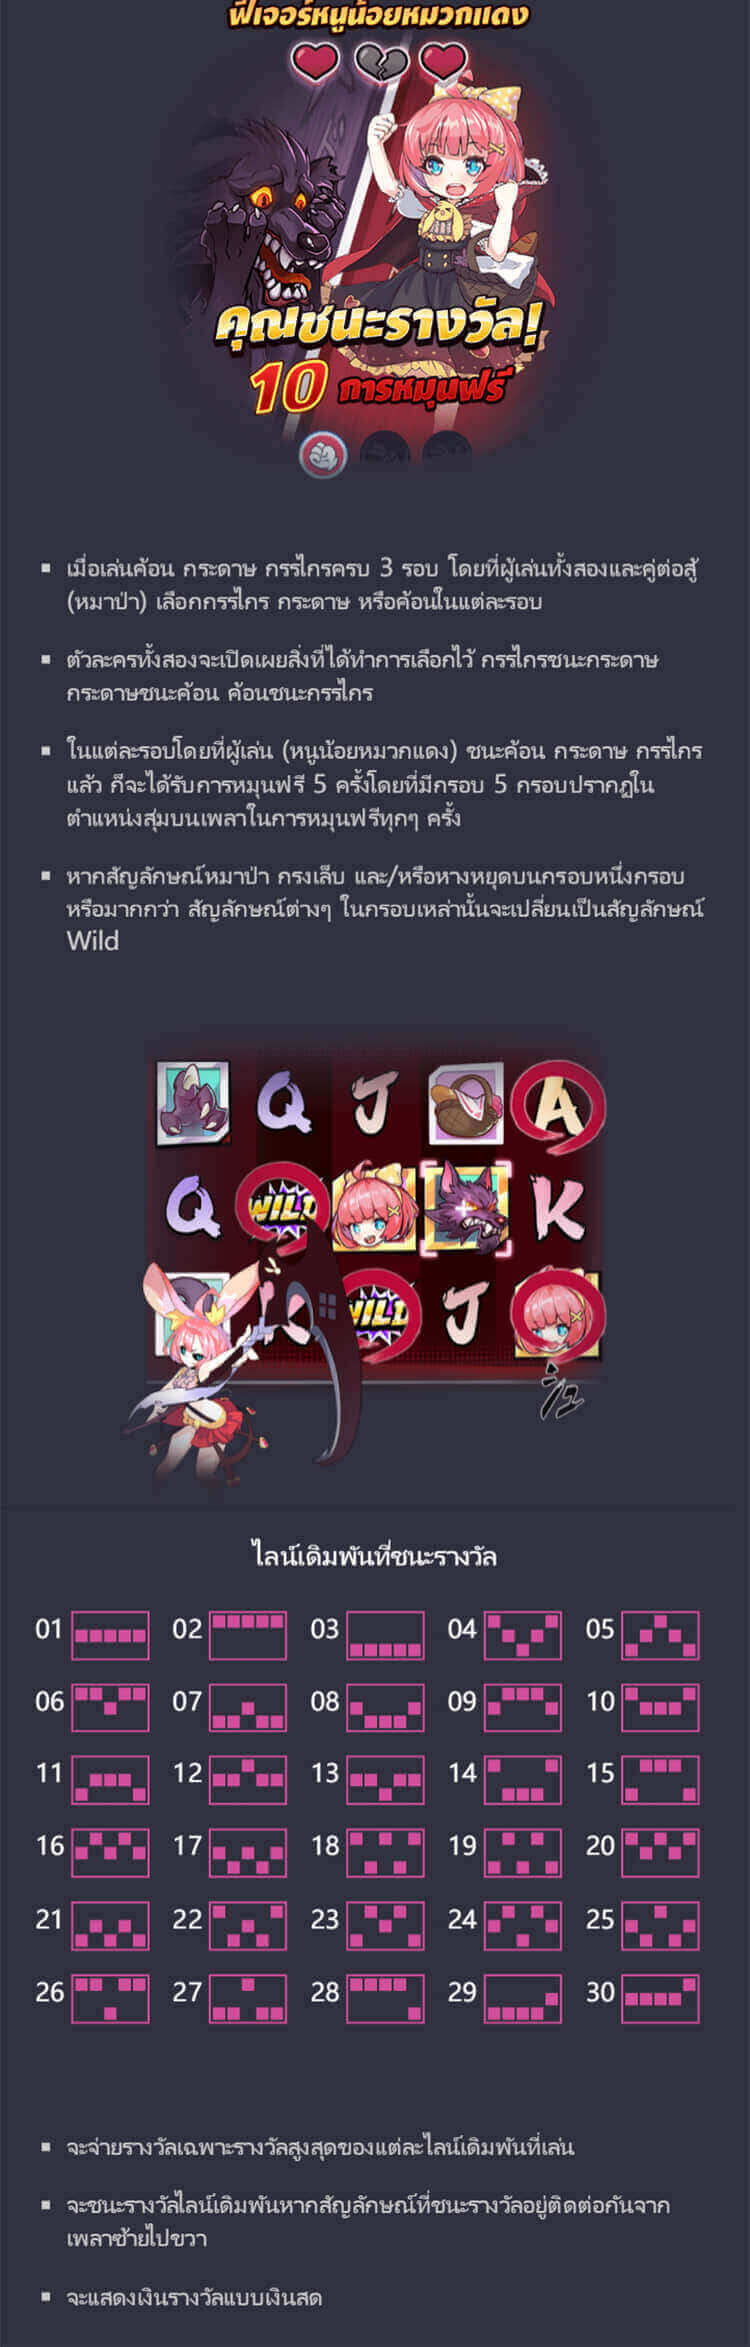 ฟีเจอร์หนูน้อยหมวกแดง
คุณชนะรางวัล!
10 การหมุนฟรี
เมื่อเล่นค้อน กระดาษ กรรไกรครบ 3 รอบ โดยที่ผู้เล่นทั้งสองและคู่ต่อสู้
(หมาป่า) เลือกกรรไกร กระดาษ หรือค้อนในแต่ละรอบ
ตัวละครทั้งสองจะเปิดเผยสิ่งที่ได้ทำการเลือกไว้ กรรไกรชนะกระดาษ
กระดาษชนะค้อน ค้อนชนะกรรไกร
ในแต่ละรอบโดยที่ผู้เล่น (หนูน้อยหมวกแดง) ชนะค้อน กระดาษ กรรไกร
แล้ว ก็จะได้รับการหมุนฟรี 5 ครั้งโดยที่มีกรอบ 5 กรอบปรากฏใน
ตำแหน่งสุ่มบนเพลาในการหมุนฟรีทุกๆ ครั้ง
หากสัญลักษณ์หมาป่า กรงเล็บ และ/หรือหางหยุดบนกรอบหนึ่งกรอบ
หรือมากกว่า สัญลักษณ์ต่างๆ ในกรอบเหล่านั้นจะเปลี่ยนเป็นสัญลักษณ์
Wild
Q J A
Q WILD K
K WILD J
ไลน์เดิมพันที่ชนะรางวัล
01 02 03 04 05
06 07 08 09 10
11 12 13 14 15
16 17 18 19 20
21 22 23 24 25
26 27 28 29 30
จะจ่ายรางวัลเฉพาะรางวัลสูงสุดของแต่ละไลน์เดิมพันที่เล่น
จะชนะรางวัลไลน์เดิมพันหากสัญลักษณ์ที่ชนะรางวัลอยู่ติดต่อกันจาก
เพลาซ้ายไปขวา
จะแสดงเงินรางวัลแบบเงินสด